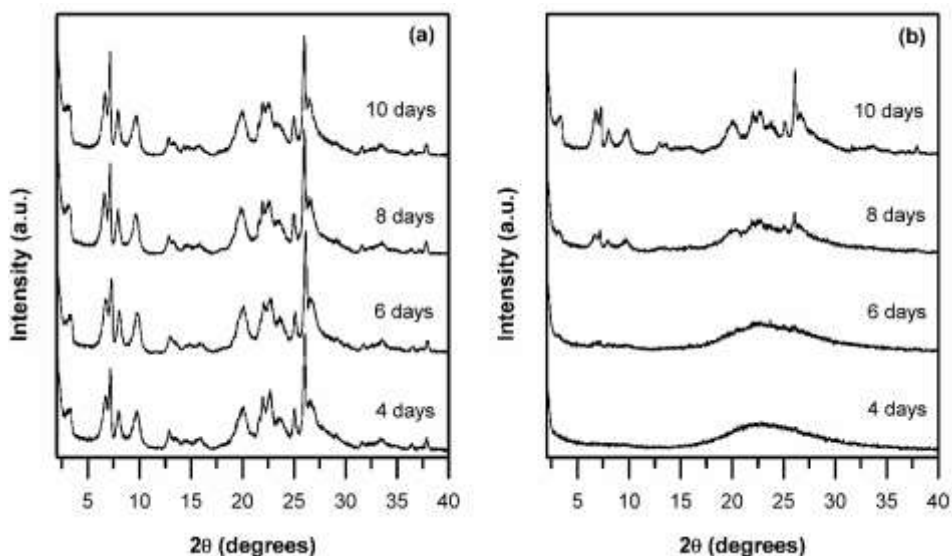 (a)
10 days
8 days
6 days
4 days
Intensity (a.u.)
5 10 15 20 25 30 35 40
2θ (degrees)
(b)
10 days
8 days
6 days
4 days
Intensity (a.u.)
5 10 15 20 25 30 35 40
2θ (degrees)